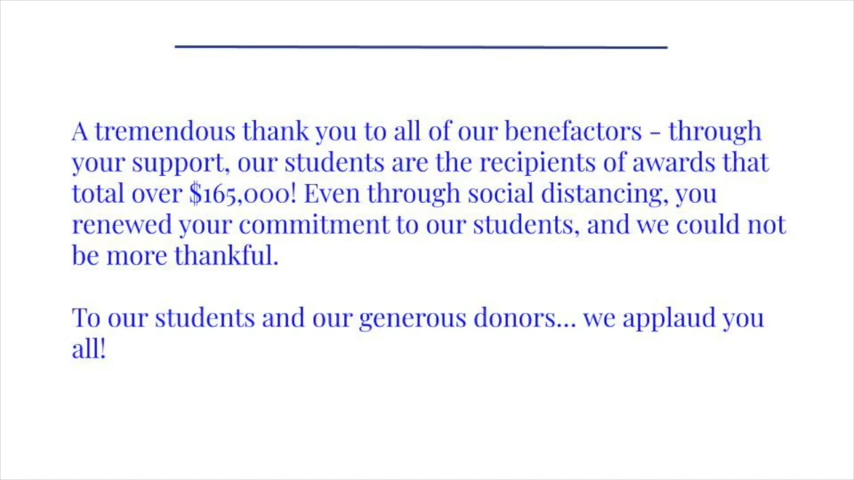 A tremendous thank you to all of our benefactors - through
your support, our students are the recipients of awards that
total over $165,000! Even through social distancing, you
renewed your commitment to our students, and we could not
be more thankful.
To our students and our generous donors... we applaud you
all!